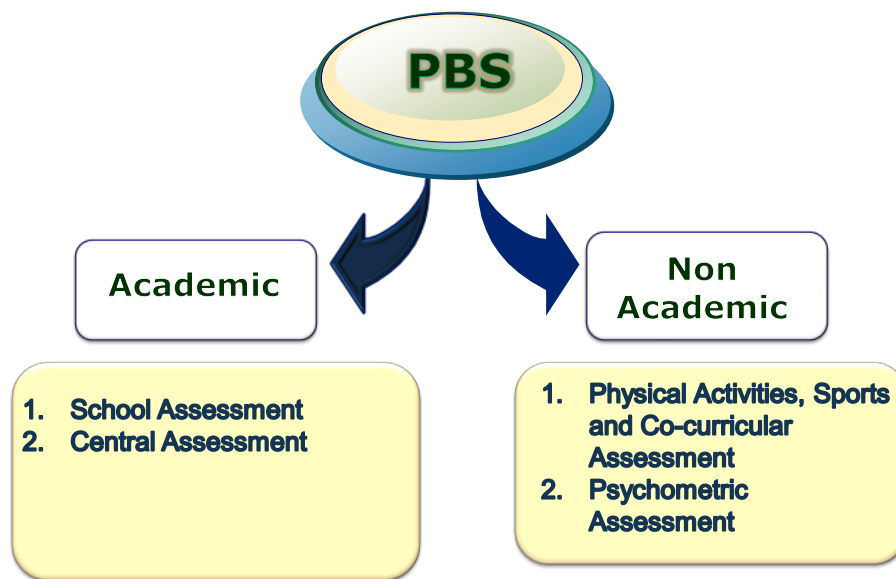 PBS
Academic
Non
Academic
1. School Assessment
2. Central Assessment
1. Physical Activities, Sports
and Co-curricular
Assessment
2. Psychometric
Assessment